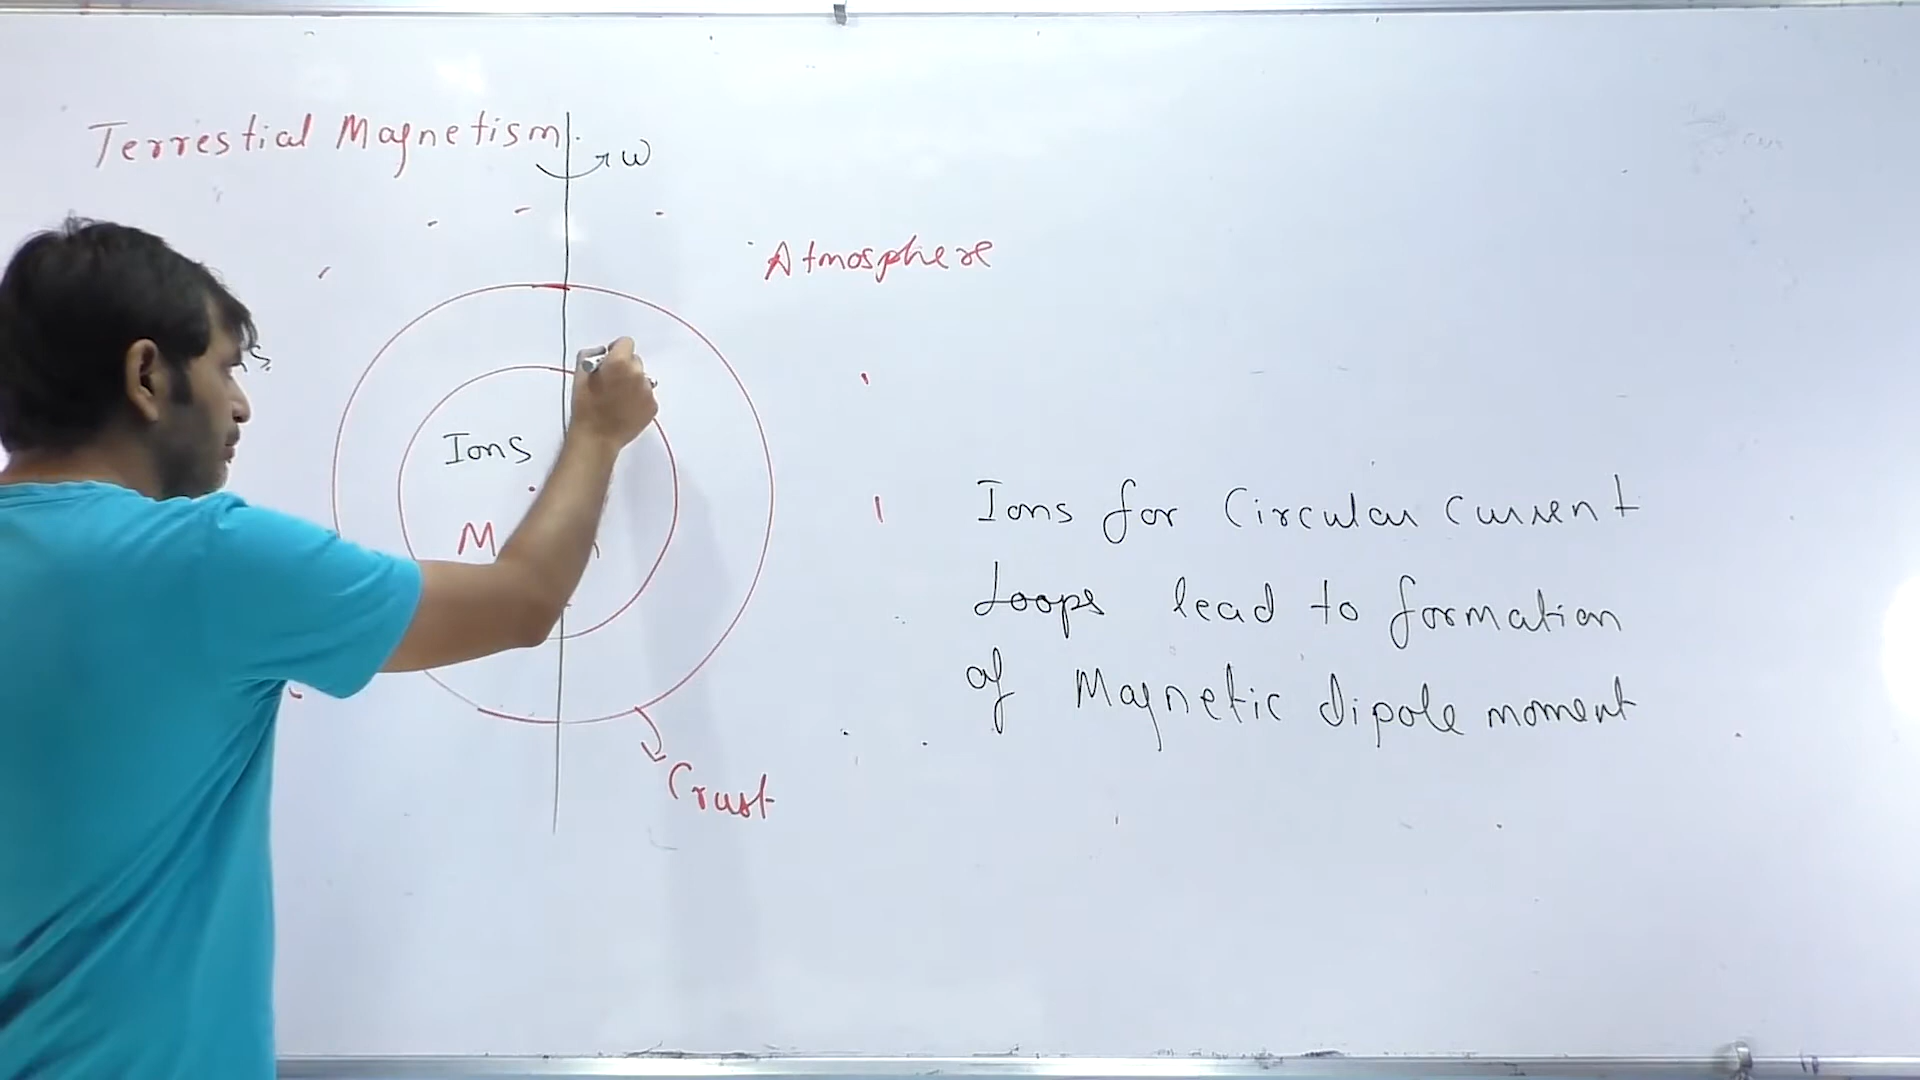 Terrestial Magnetism
ω
Atmosphere
Ions
Ions for Circular Current
Loops lead to formation
of Magnetic dipole moment
Crust